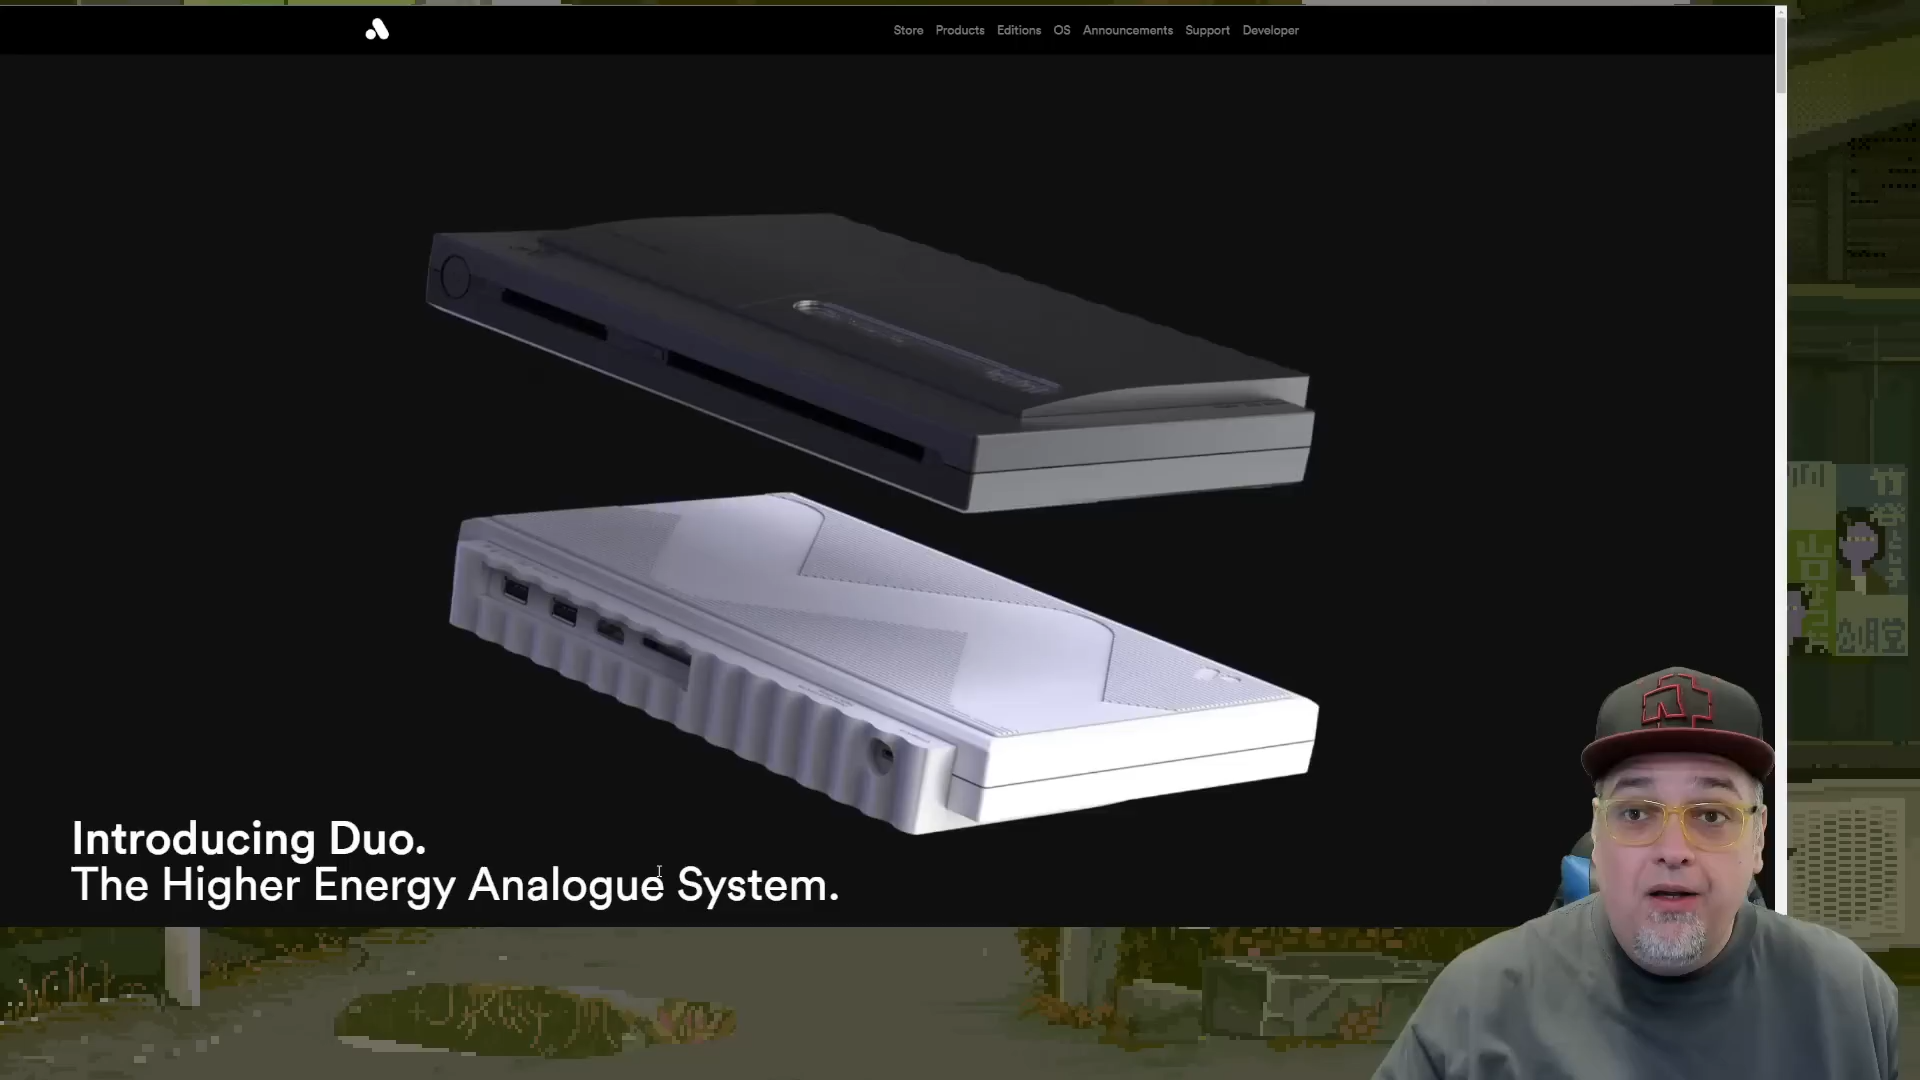 Store Products Editions OS Announcements Support Developer
Introducing Duo.
The Higher Energy Analogue System.